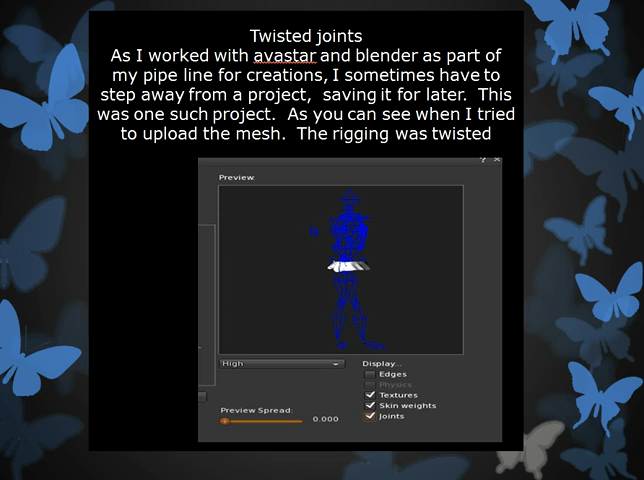 Twisted joints
As I worked with avastar and blender as part of
my pipe line for creations, I sometimes have to
step away from a project, saving it for later. This
was one such project. As you can see when I tried
to upload the mesh. The rigging was twisted
? ×
Preview:
High
Display...
Edges
Physics
Textures
Skin weights
Joints
Preview Spread:
0.000